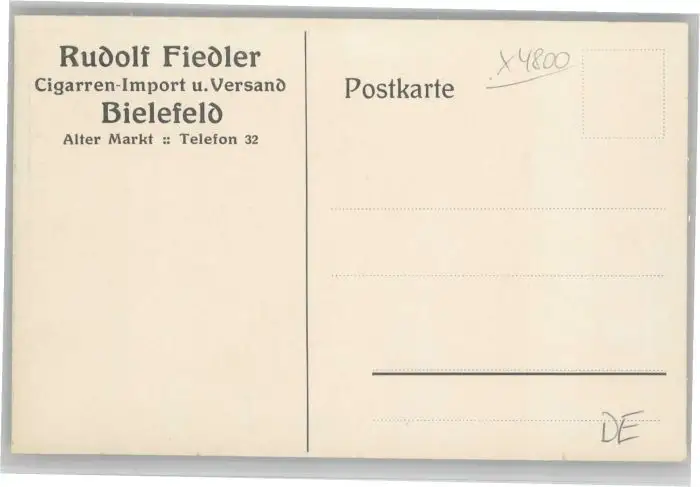 Rudolf Fiedler
Cigarren-Import u. Versand
Bielefeld
Alter Markt :: Telefon 32
Postkarte
X4800
DE